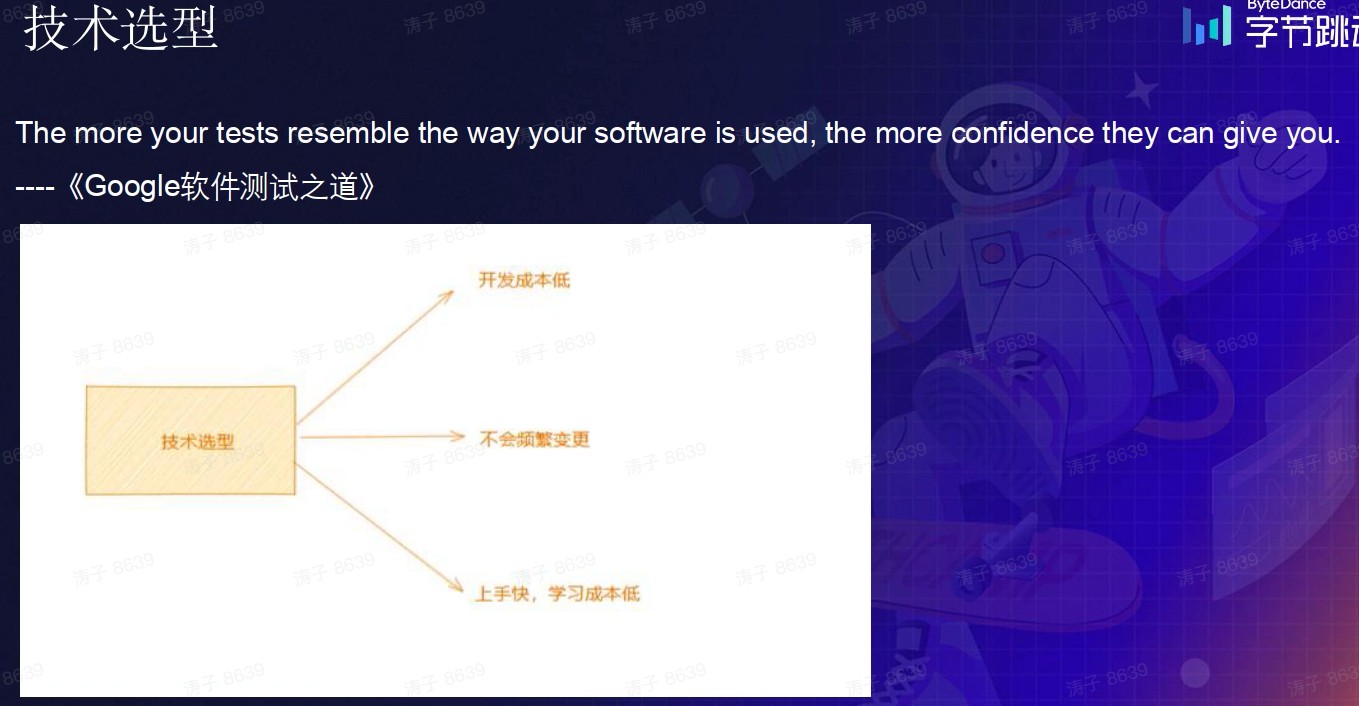 技术选型
ByteDance
字节跳动
The more your tests resemble the way your software is used, the more confidence they can give you.
----《Google软件测试之道》
开发成本低
技术选型
不会频繁变更
上手快，学习成本低
涛子 8639